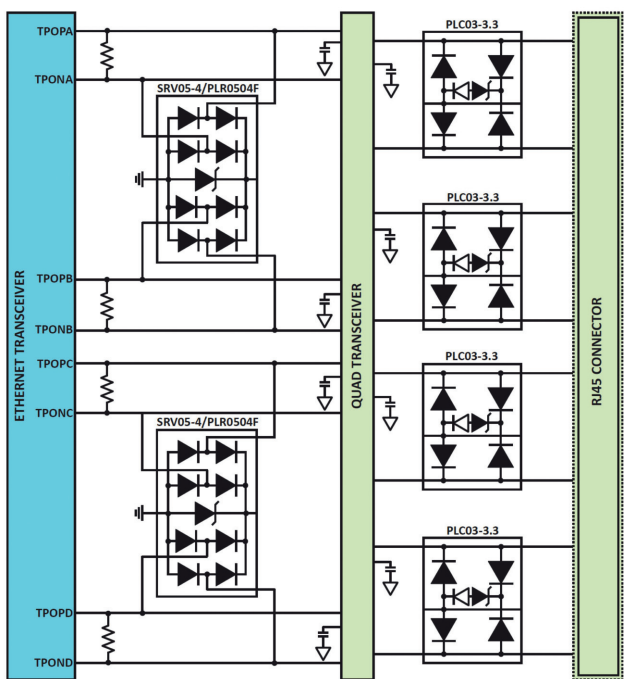 TPOPA
TPONA
SRV05-4/PLR0504F
TPOPB
TPONB
TPOPC
TPONC
SRV05-4/PLR0504F
TPOPD
TPOND
ETHERNET TRANSCEIVER
QUAD TRANSCEIVER
PLC03-3.3
PLC03-3.3
PLC03-3.3
PLC03-3.3
RJ45 CONNECTOR